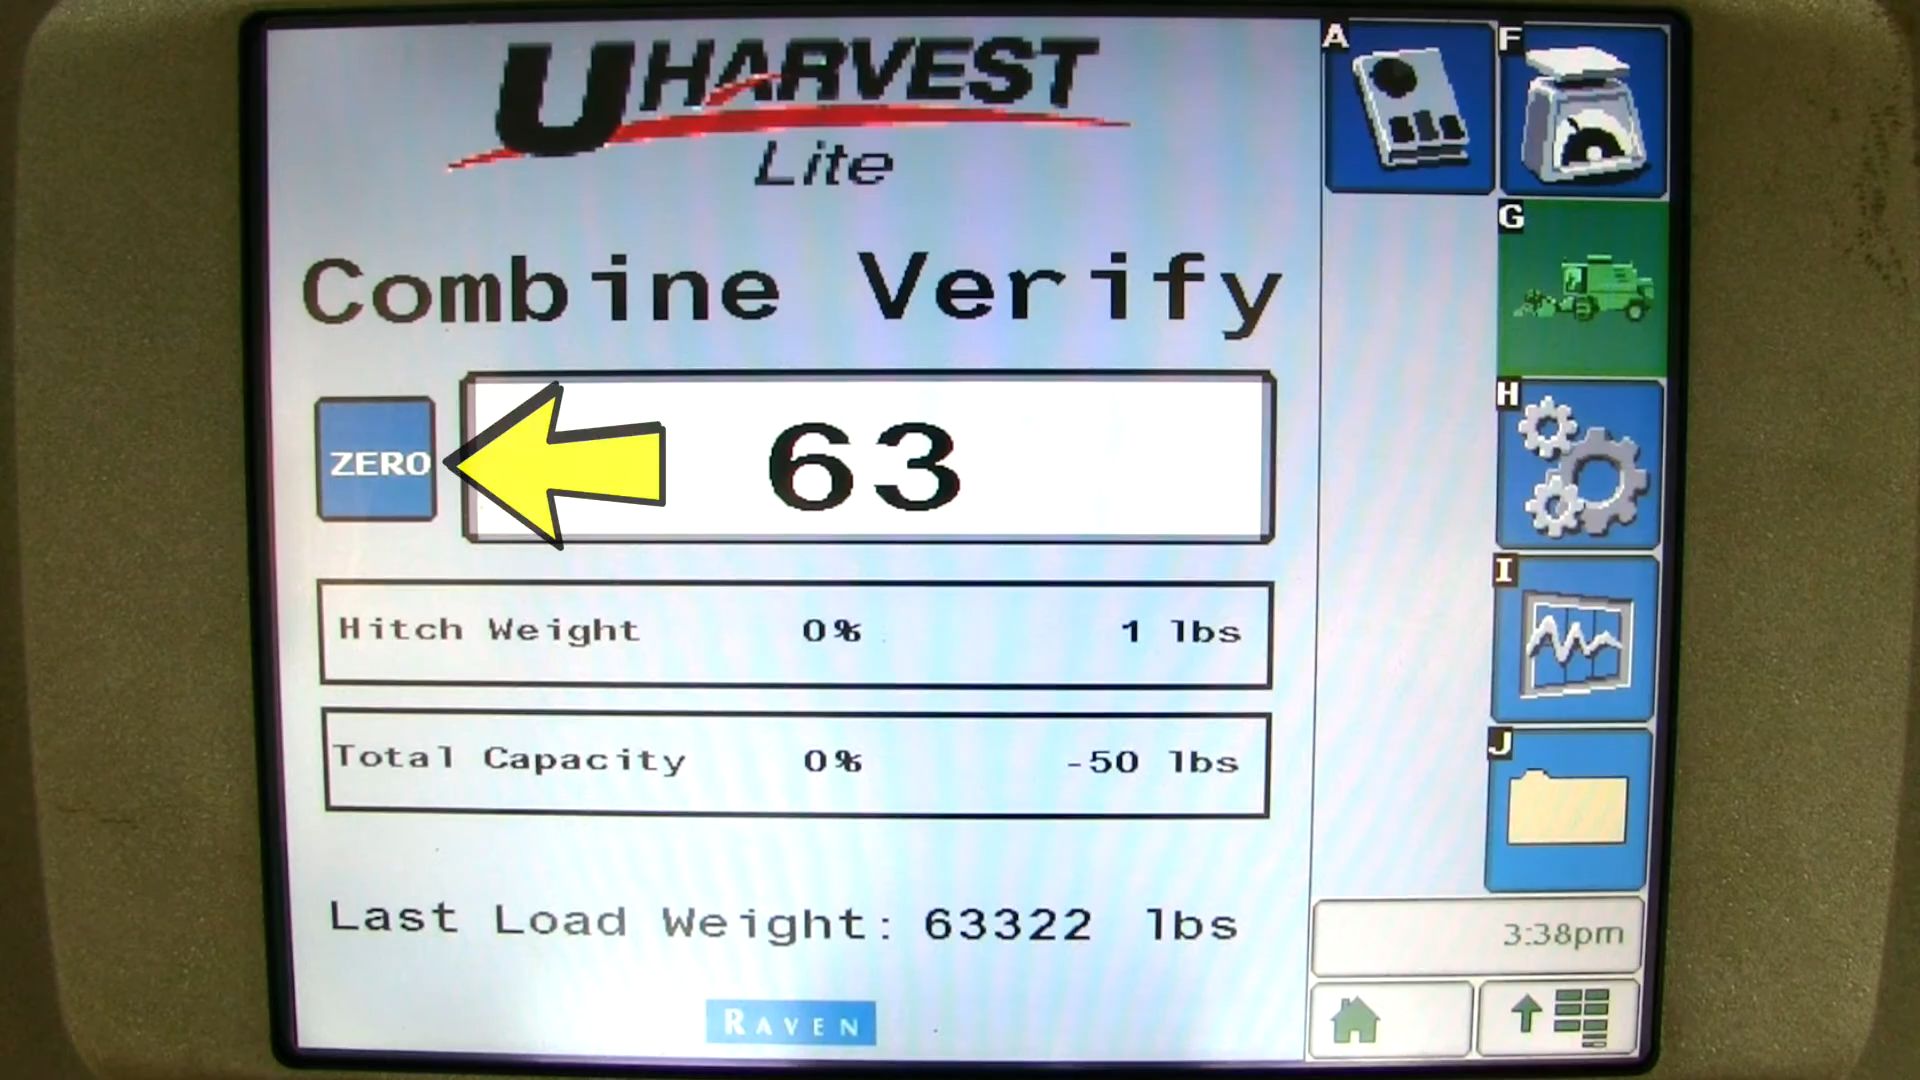 UHARVEST
Lite
Combine Verify
ZERO
63
Hitch Weight 0% 1 lbs
Total Capacity 0% -50 lbs
Last Load Weight: 63322 lbs
RAVEN
A
F
G
H
I
J
3:38pm